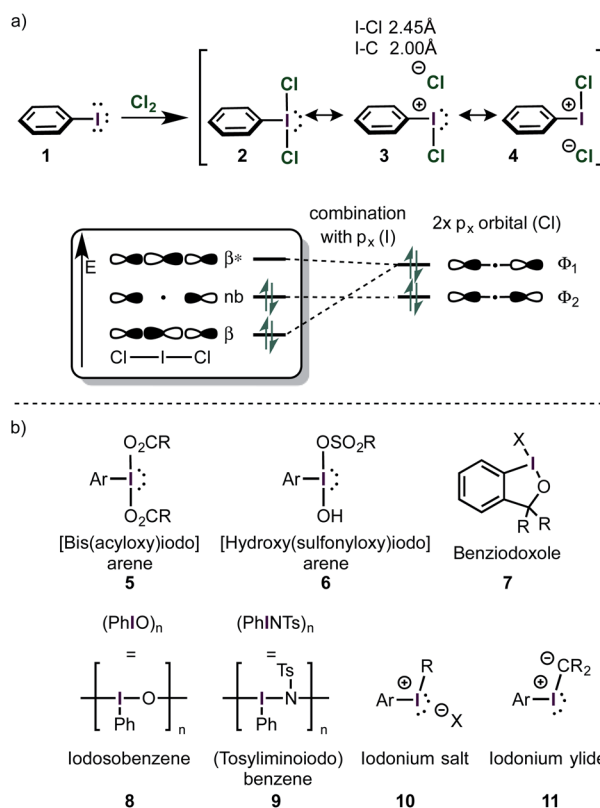 a)
I-Cl 2.45Å
I-C 2.00Å
Cl2
I
1
Cl
I
Cl
2
⊖
Cl
⊕
I
Cl
3
Cl
⊕
I
⊖Cl
4
combination
with px (I)
2x px orbital (Cl)
E
β*
nb
β
Cl—I—Cl
Φ1
Φ2
b)
O2CR
Ar-I
O2CR
[Bis(acyloxy)iodo]
arene
5
OSO2R
Ar-I
OH
[Hydroxy(sulfonyloxy)iodo]
arene
6
X
I
O
R R
Benziodoxole
7
(PhIO)n
=
I—O
Ph
n
Iodosobenzene
8
(PhINTs)n
=
Ts
I—N
Ph
n
(Tosyliminoiodo)
benzene
9
R
⊕
Ar-I
⊖X
Iodonium salt
10
⊖
CR2
⊕
Ar-I
Iodonium ylide
11